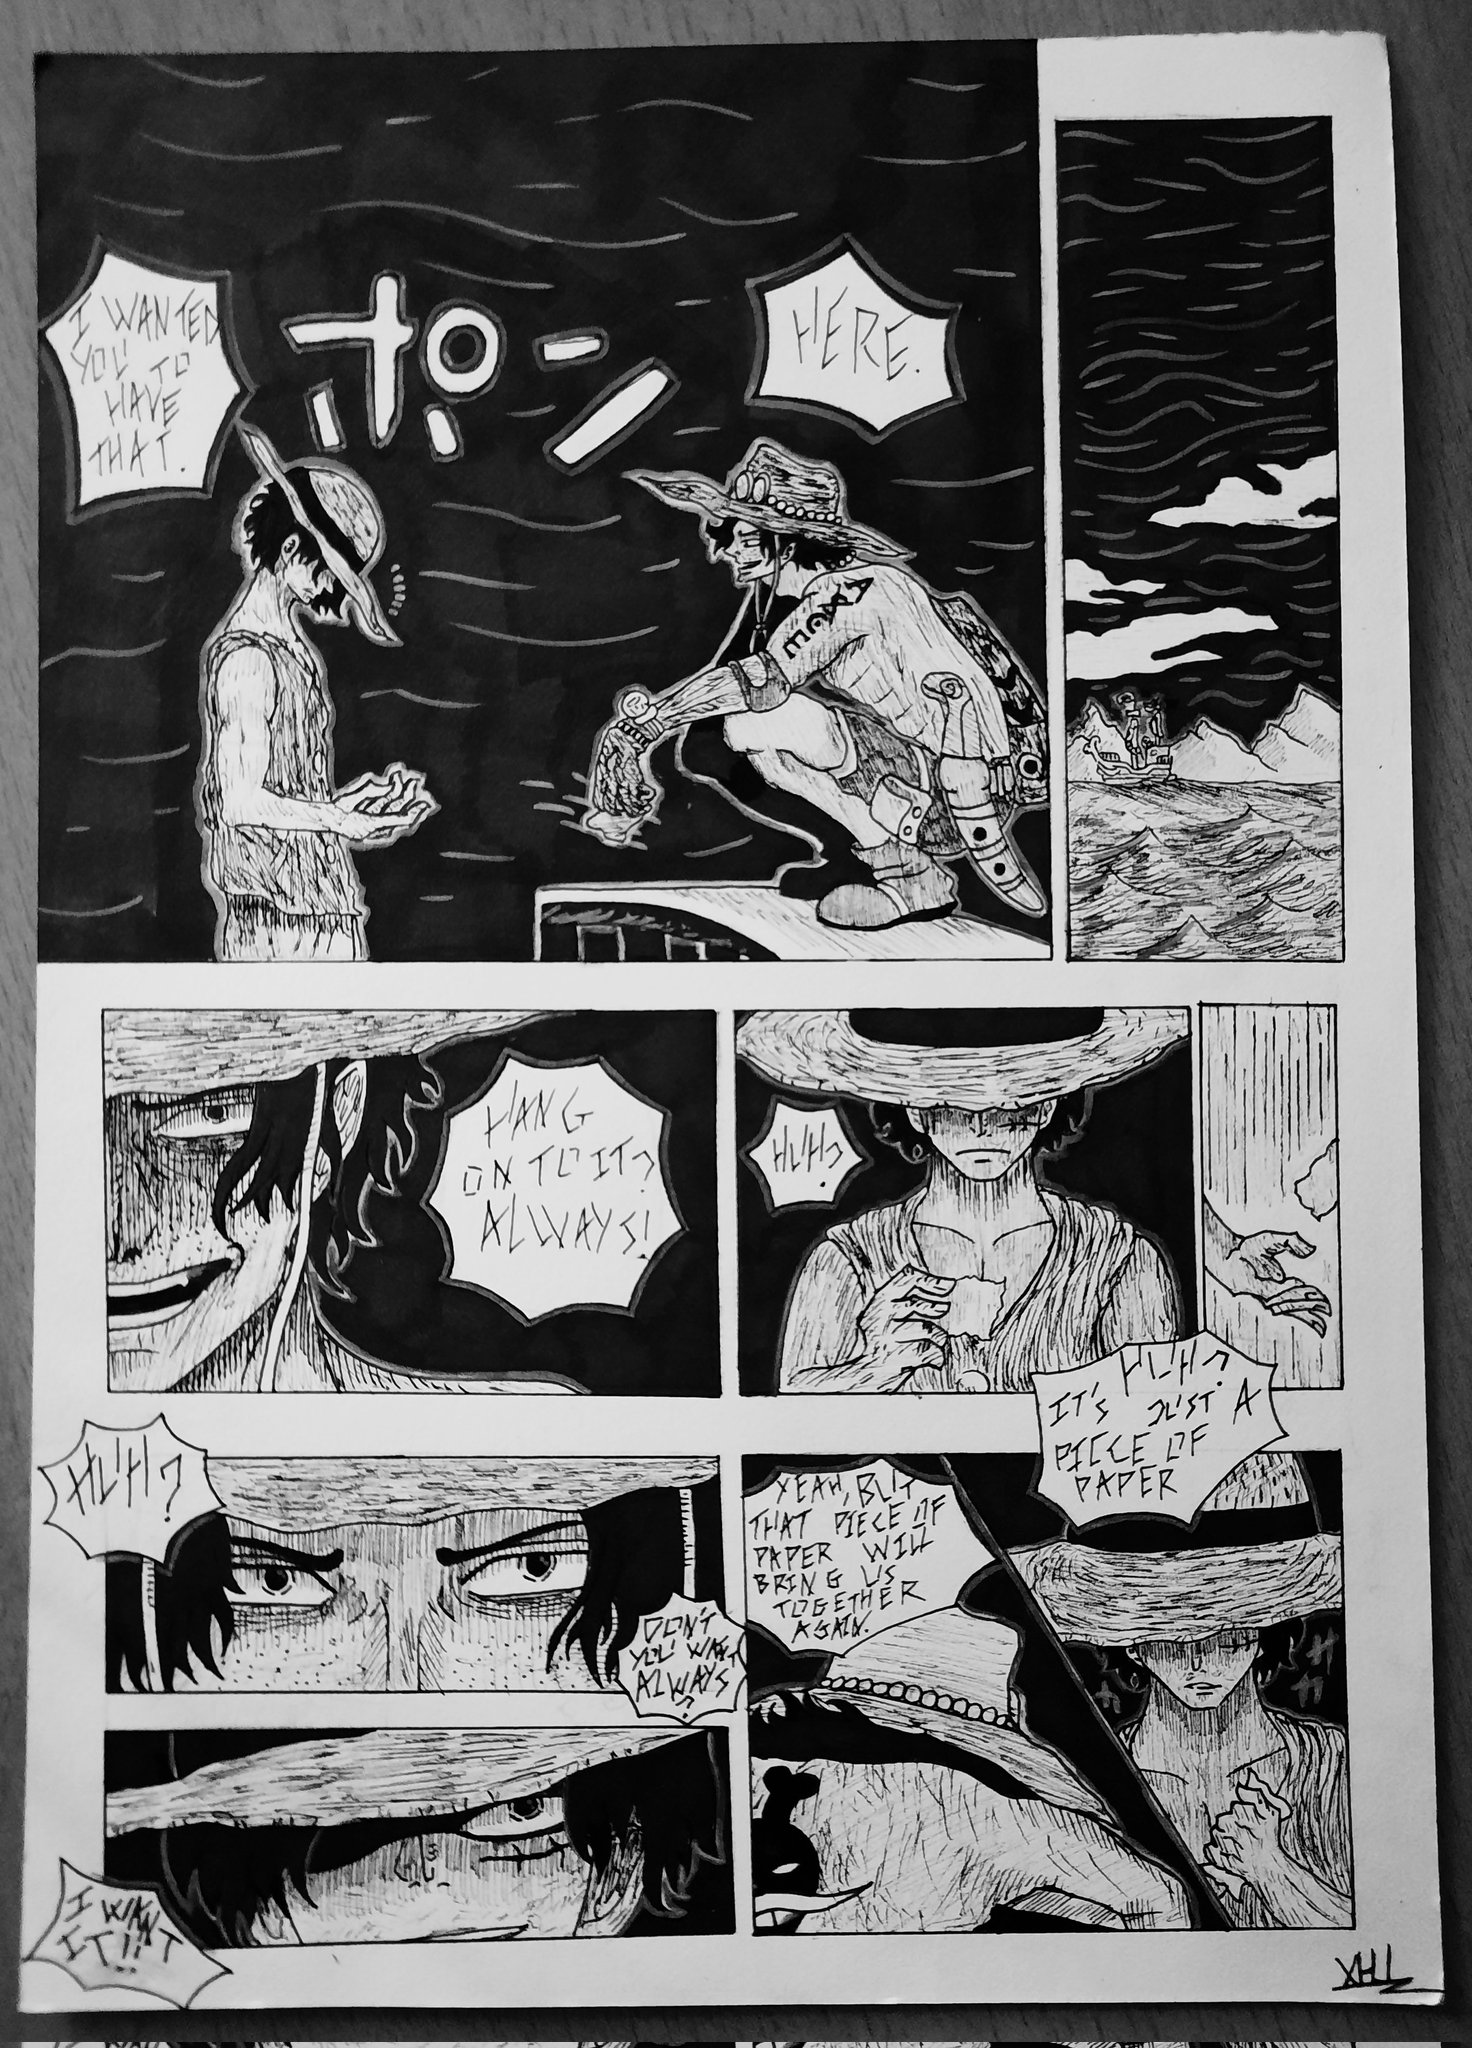 HERE.
ポン
I WANTED
YOU TO
HAVE
THAT.
HUH?
HANG
ON TO IT?
ALWAYS!
HUH?
IT'S JUST A
PIECE OF
PAPER
YEAH, BUT
THAT PIECE OF
PAPER WILL
BRING US
TOGETHER
AGAIN.
DON'T
YOU WANT
ALWAYS
?
HUH?
I WANT
IT!!